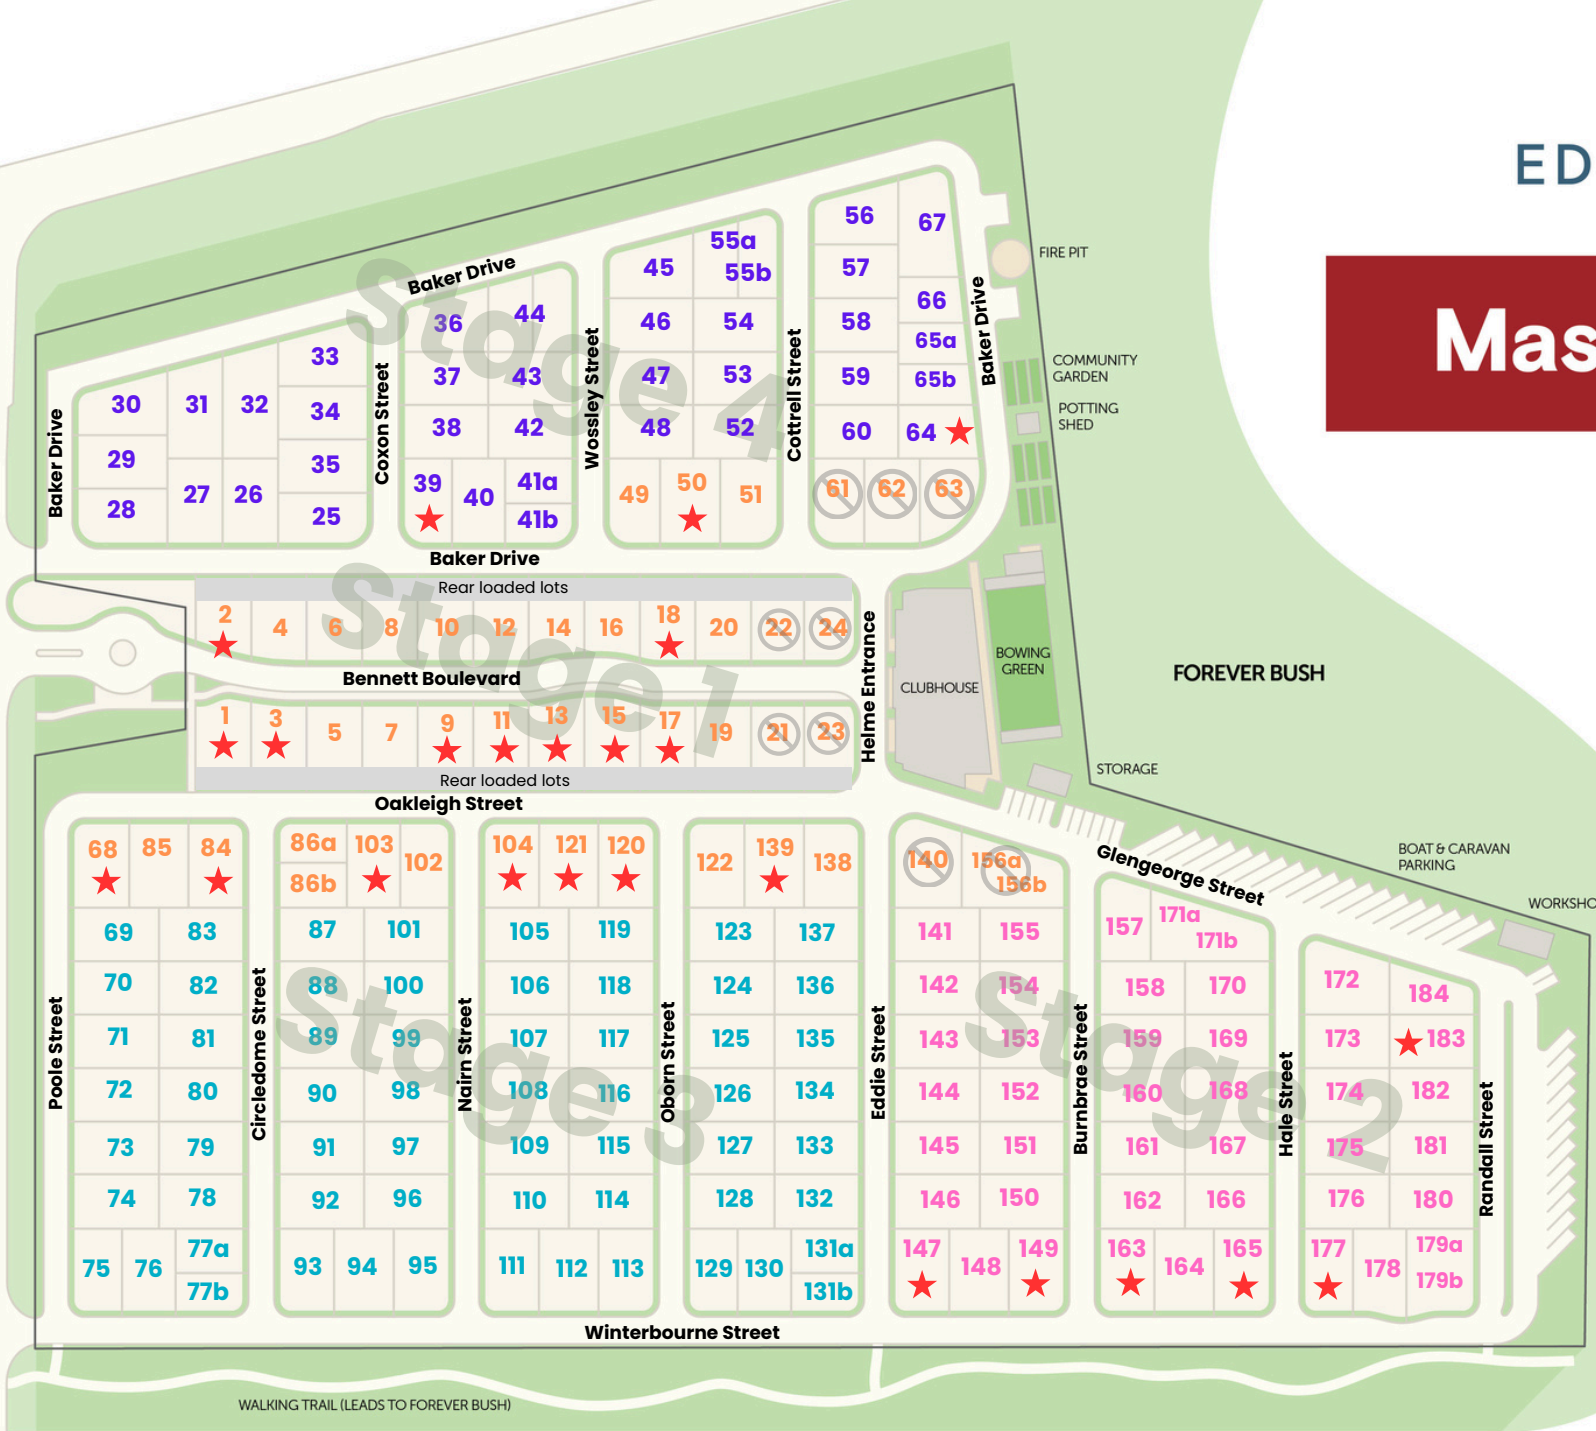 ED
Mas
FIRE PIT
COMMUNITY
GARDEN
POTTING
SHED
FOREVER BUSH
Stage 4
Baker Drive
Baker Drive
Coxon Street
Wossley Street
Cottrell Street
Baker Drive
30 31 32 33
29 34
28 27 26 35
25
36 44
37 43
38 42
39 40 41a
41b
45 55a
55b
46 54
47 53
48 52
49 50 51
56 67
57
58 66
65a
59 65b
60 64
61 62 63
Baker Drive
Rear loaded lots
Stage 1
2 4 6 8 10 12 14 16 18 20 22 24
Bennett Boulevard
1 3 5 7 9 11 13 15 17 19 21 23
Rear loaded lots
Oakleigh Street
Helme Entrance
CLUBHOUSE
BOWING
GREEN
STORAGE
BOAT & CARAVAN
PARKING
WORKSHO
Glengeorge Street
Poole Street
68 85 84
69 83
70 82
71 81
72 80
73 79
74 78
75 76 77a
77b
Circledome Street
Stage 3
86a 103 102
86b
87 101
88 100
89 99
90 98
91 97
92 96
93 94 95
Nairn Street
104 121 120
105 119
106 118
107 117
108 116
109 115
110 114
111 112 113
Oborn Street
122 139 138
123 137
124 136
125 135
126 134
127 133
128 132
129 130 131a
131b
Eddie Street
Stage 2
140 156a
156b
141 155
142 154
143 153
144 152
145 151
146 150
147 148 149
Burnbrae Street
157 171a
171b
158 170
159 169
160 168
161 167
162 166
163 164 165
Hale Street
172 184
173 183
174 182
175 181
176 180
177 178 179a
179b
Randall Street
Winterbourne Street
WALKING TRAIL (LEADS TO FOREVER BUSH)